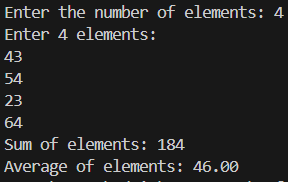 Enter the number of elements: 4
Enter 4 elements:
43
54
23
64
Sum of elements: 184
Average of elements: 46.00